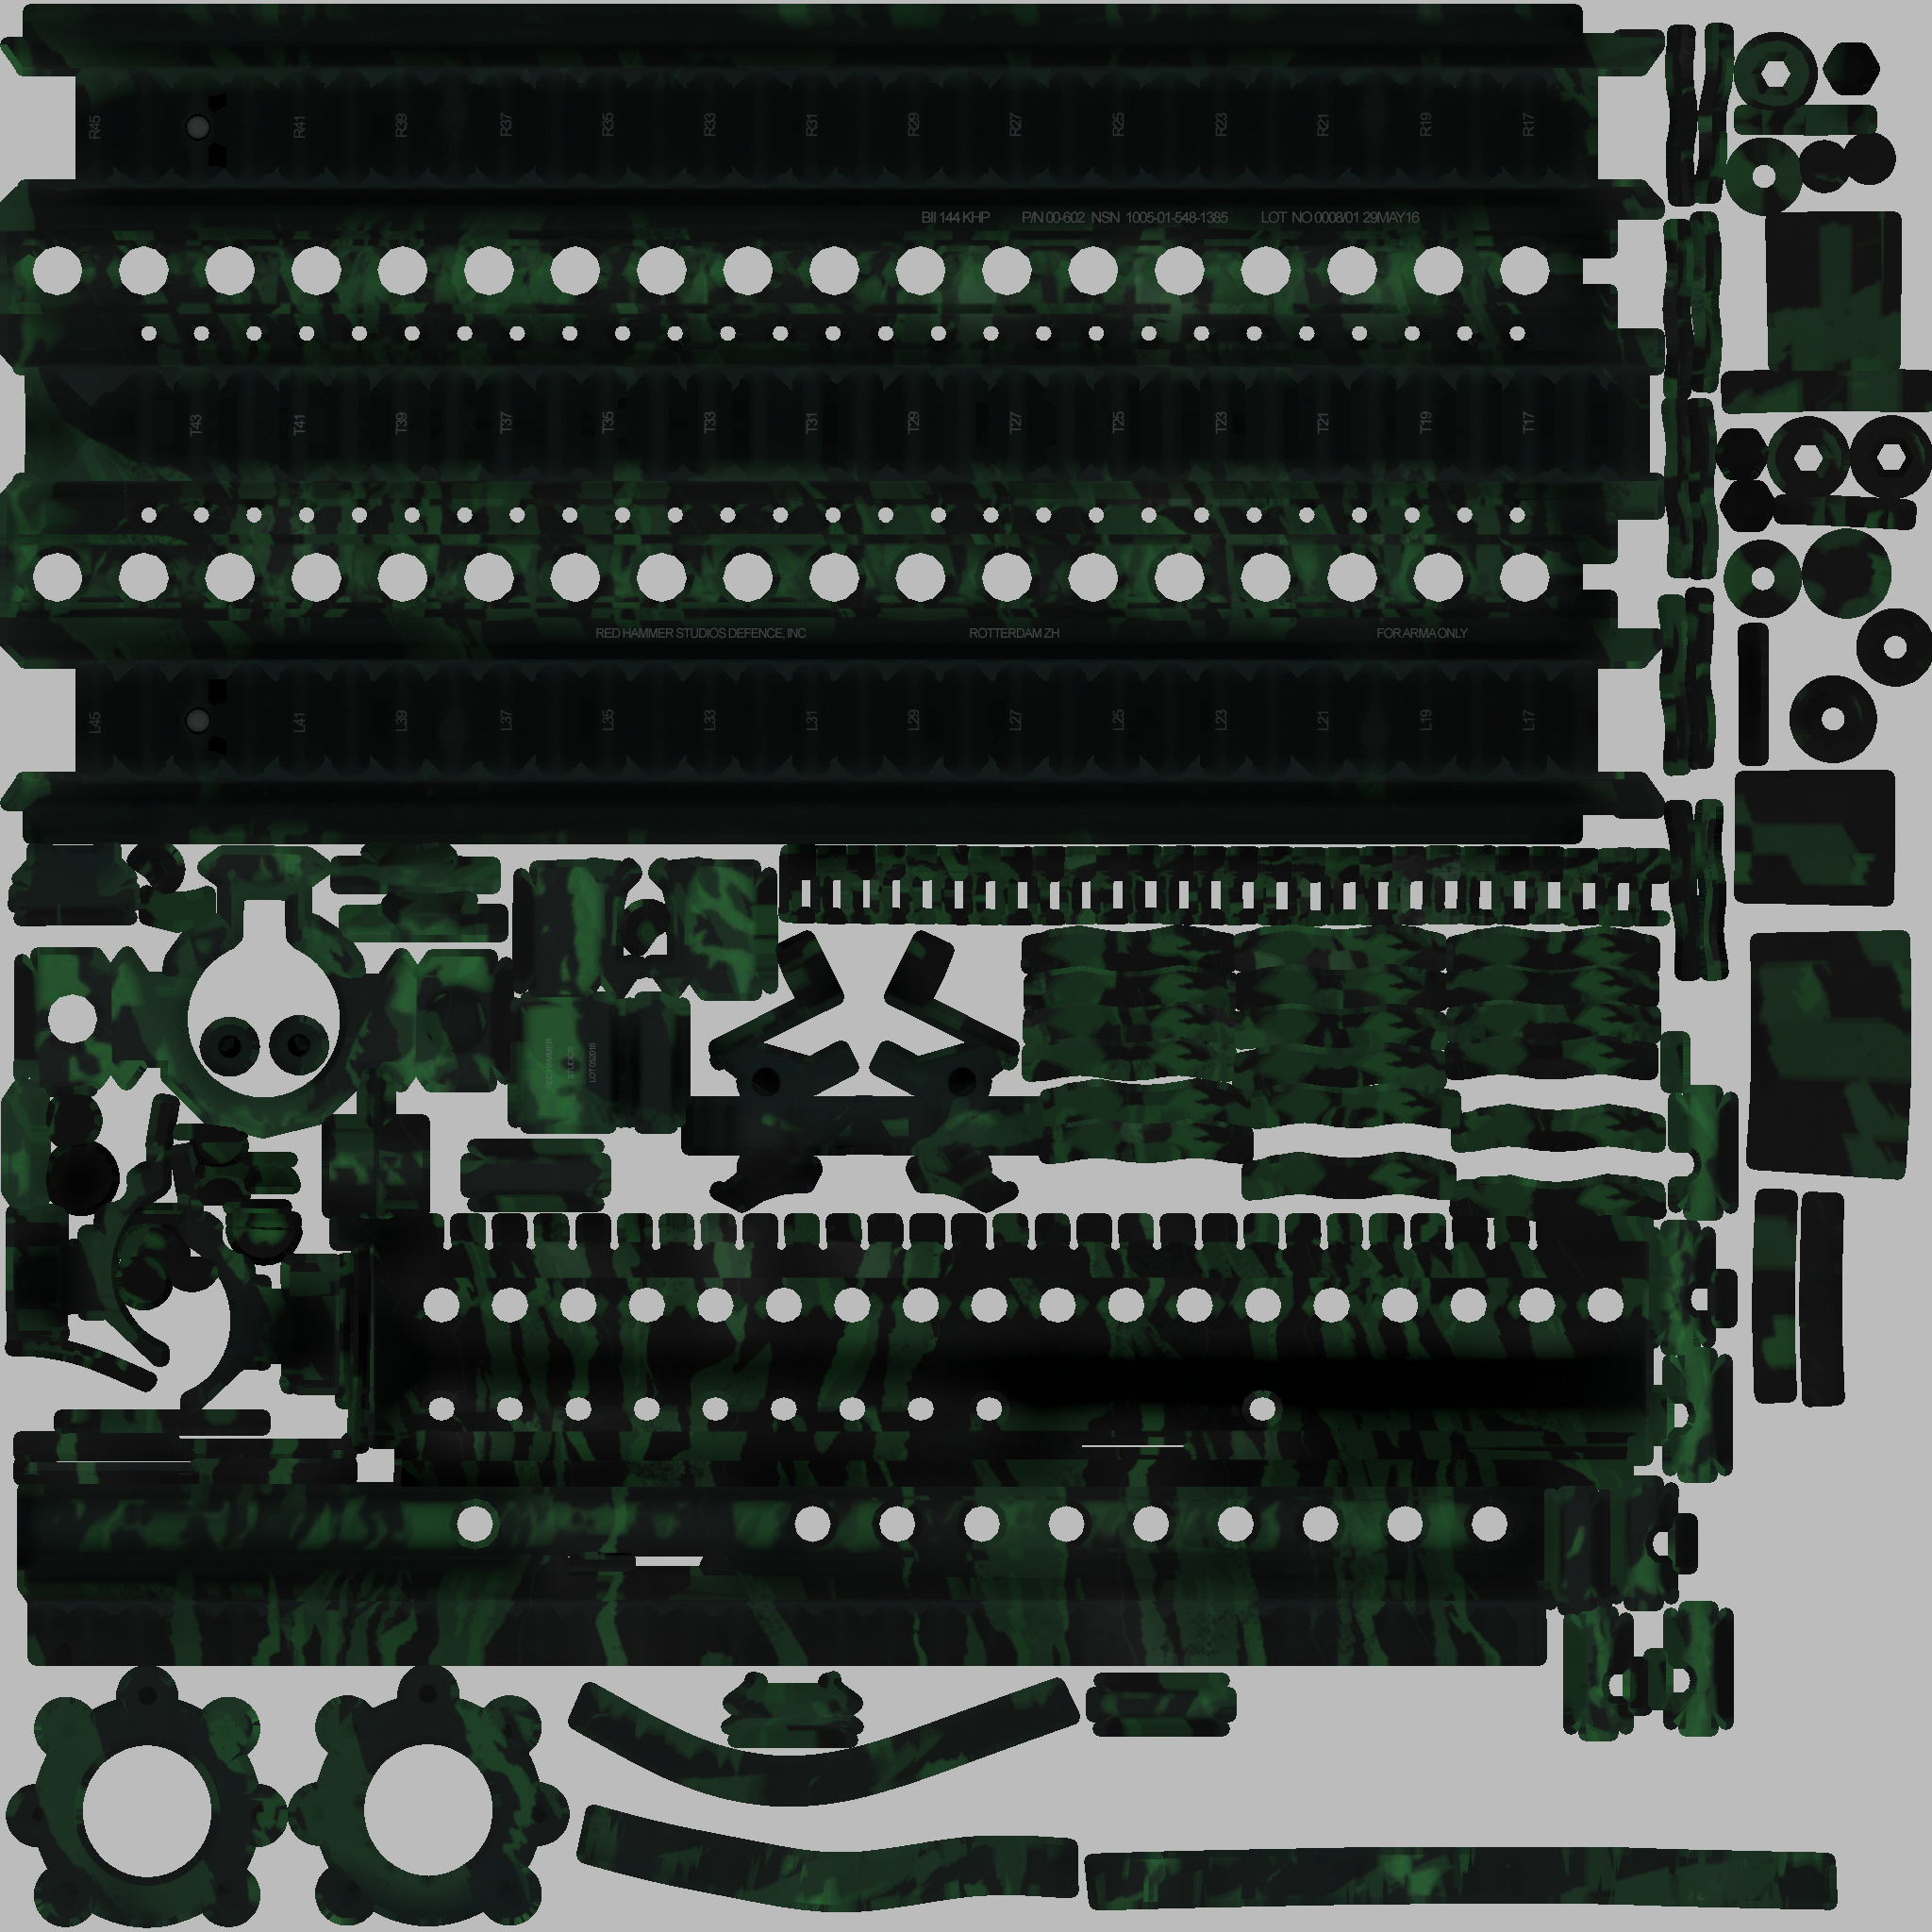 R45 R41 R39 R37 R35 R33 R31 R29 R27 R25 R23 R21 R19 R17
BII 144 KHP P/N 00-602 NSN 1005-01-548-1385 LOT NO 0008/01 29MAY16
T43 T41 T39 T37 T35 T33 T31 T29 T27 T25 T23 T21 T19 T17
RED HAMMER STUDIOS DEFENCE, INC ROTTERDAM ZH FOR ARMA ONLY
L45 L41 L39 L37 L35 L33 L31 L29 L27 L25 L23 L21 L19 L17
RED HAMMER
STUDIOS
LOT 052016